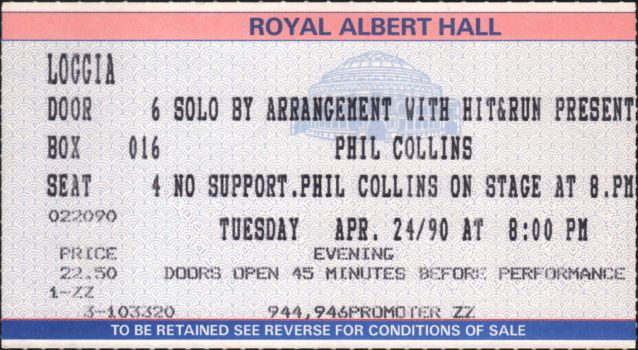 ROYAL ALBERT HALL
LOGGIA
DOOR 6 SOLO BY ARRANGEMENT WITH HIT&RUN PRESENT
BOX 016 PHIL COLLINS
SEAT 4 NO SUPPORT.PHIL COLLINS ON STAGE AT 8.PM
022090 TUESDAY APR. 24/90 AT 8:00 PM
PRICE EVENING
22.50 DOORS OPEN 45 MINUTES BEFORE PERFORMANCE
1-ZZ
3-103320 944,946PROMOTER ZZ
TO BE RETAINED SEE REVERSE FOR CONDITIONS OF SALE